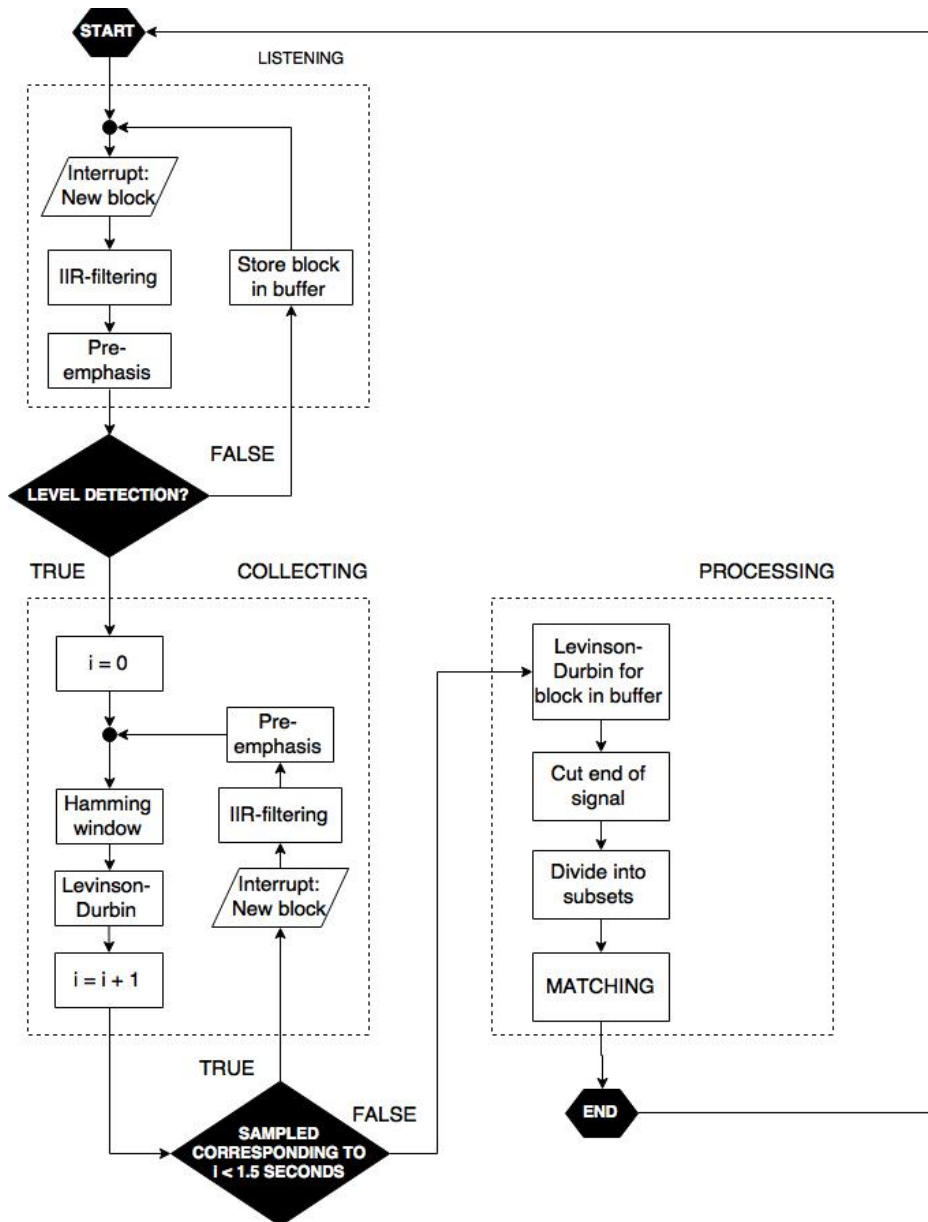 START
LISTENING
Interrupt:
New block
IIR-filtering
Pre-
emphasis
Store block
in buffer
FALSE
LEVEL DETECTION?
TRUE
COLLECTING
i = 0
Pre-
emphasis
Hamming
window
IIR-filtering
Levinson-
Durbin
Interrupt:
New block
i = i + 1
TRUE
FALSE
SAMPLED
CORRESPONDING TO
i < 1.5 SECONDS
PROCESSING
Levinson-
Durbin for
block in buffer
Cut end of
signal
Divide into
subsets
MATCHING
END